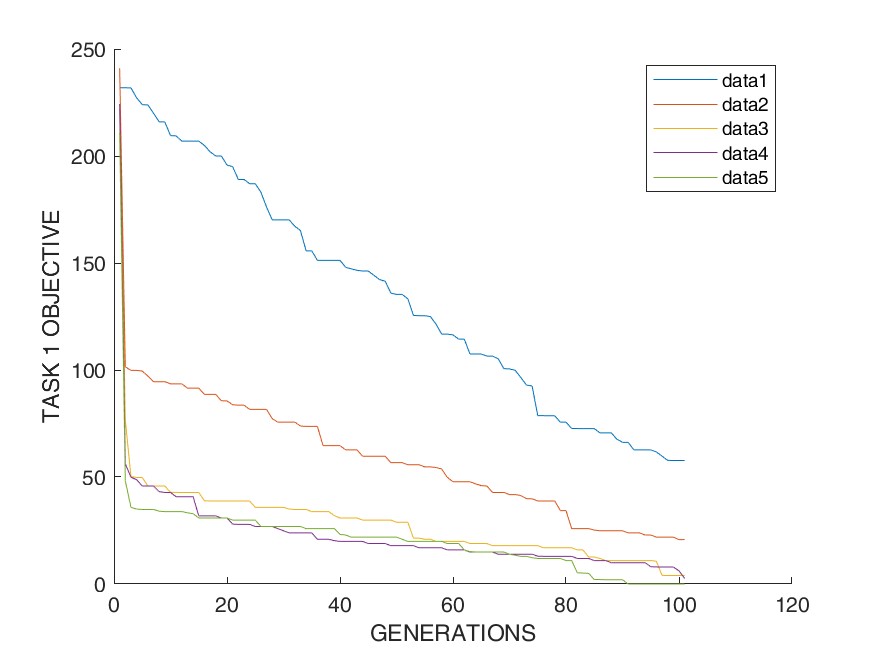 250
200
150
100
50
0
0 20 40 60 80 100 120
TASK 1 OBJECTIVE
GENERATIONS
data1
data2
data3
data4
data5